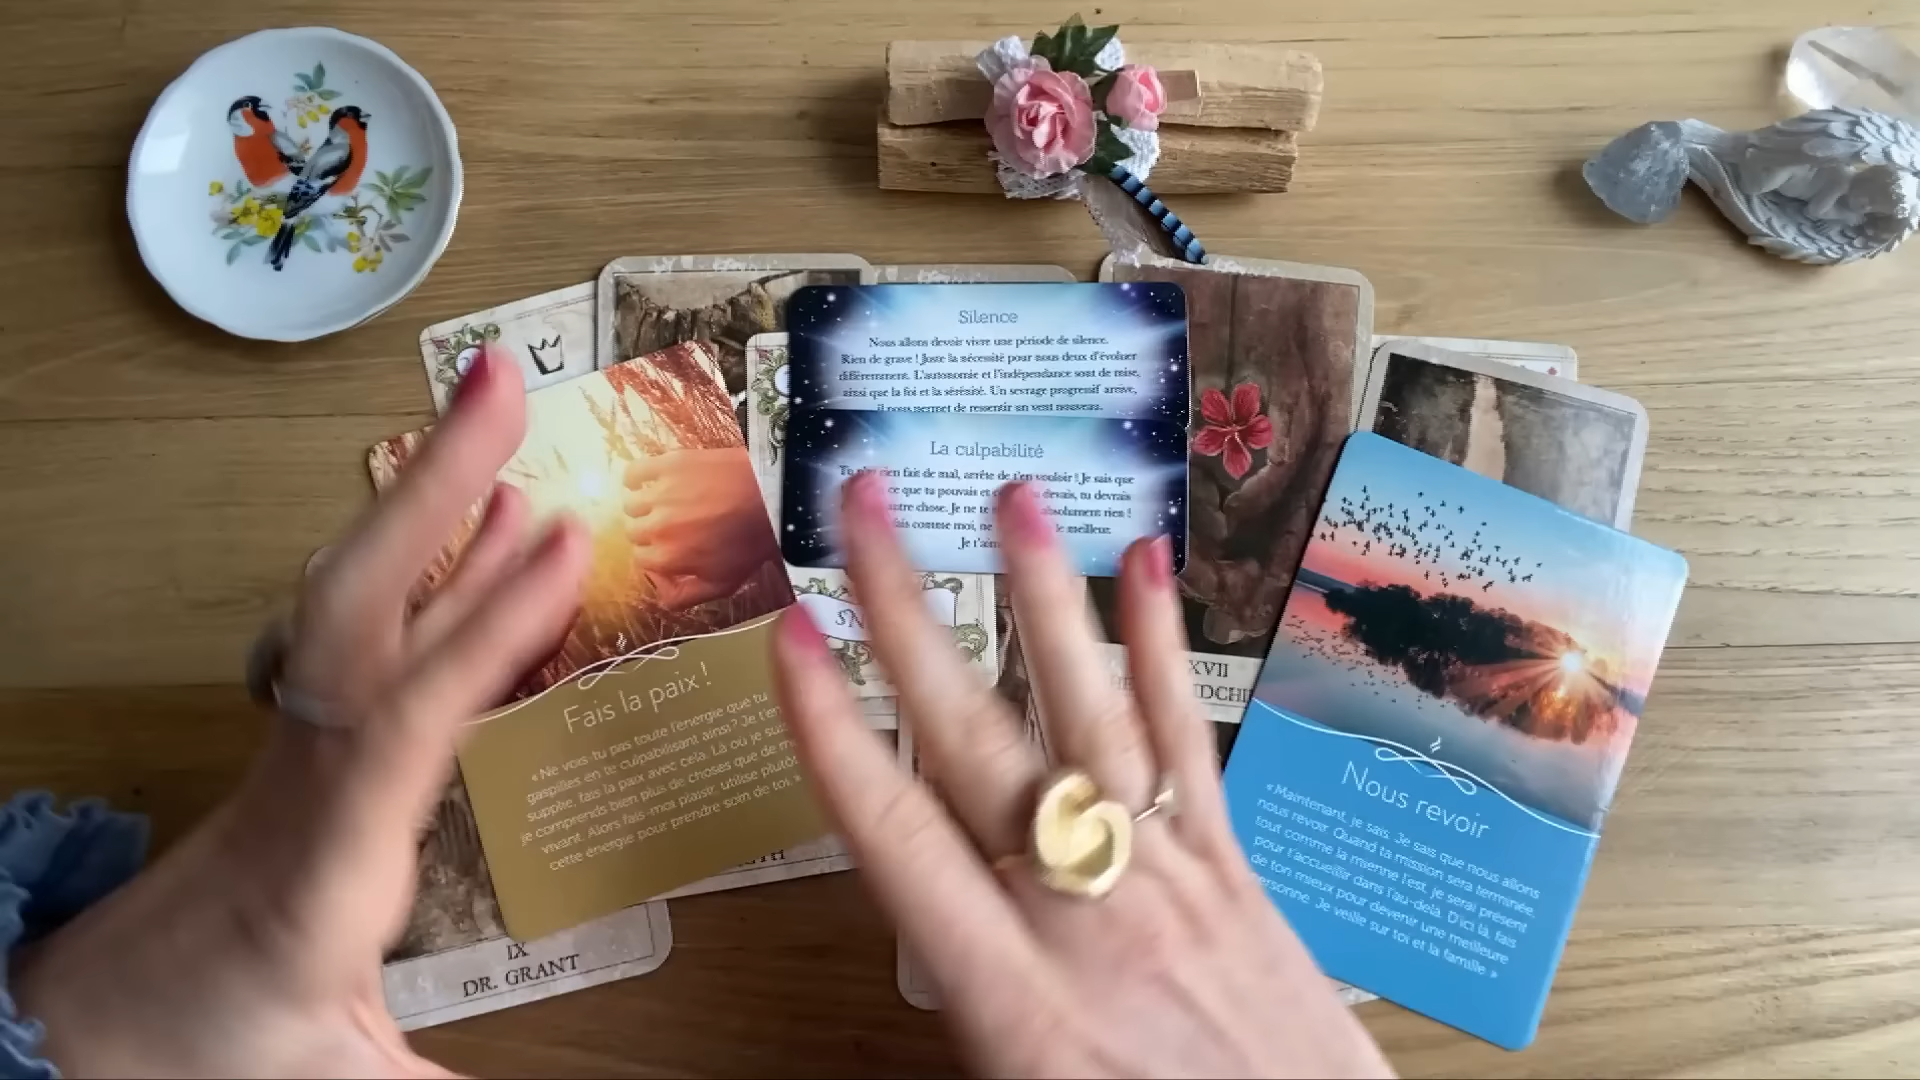 Silence
Nous allons devoir vivre une période de silence.
Rien de grave ! Juste la nécessité pour nous deux d'évoluer
différemment. L'autonomie et l'indépendance sont de mise,
ainsi que la foi et la sérénité. Un sevrage progressif arrive,
il nous permet de ressentir un vent nouveau.
La culpabilité
rien fait de mal, arrête de t'en vouloir ! Je sais que
ce que tu pouvais et devais, tu devrais
autre chose. Je ne te absolument rien !
fais comme moi, ne le meilleur.
Je t'aim
Fais la paix !
« Ne vois-tu pas toute l'énergie que tu
gaspilles en te culpabilisant ainsi ? Je t'en
supplie, fais la paix avec cela. Là où je suis
je comprends bien plus de choses que de m
vivant. Alors fais-moi plaisir, utilise plutôt
cette énergie pour prendre soin de toi. »
Nous revoir
« Maintenant, je sais. Je sais que nous allons
nous revoir. Quand ta mission sera terminée,
tout comme la mienne l'est, je serai présent
pour t'accueillir dans l'au-delà. D'ici là, fais
de ton mieux pour devenir une meilleure
personne. Je veille sur toi et la famille »
XVII
IX
DR. GRANT